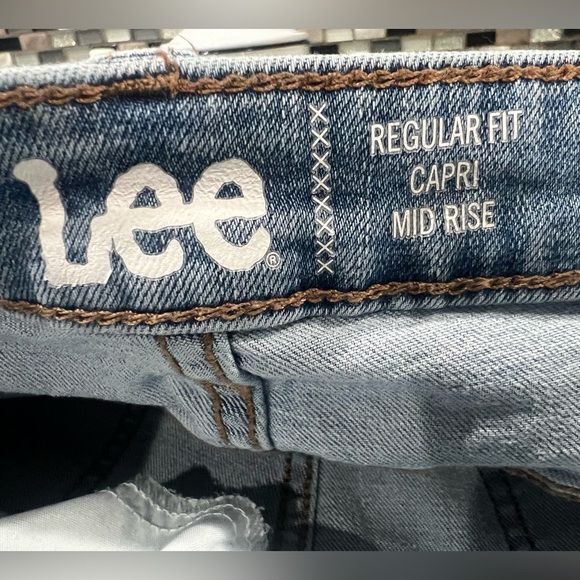 Lee®
REGULAR FIT
CAPRI
MID RISE